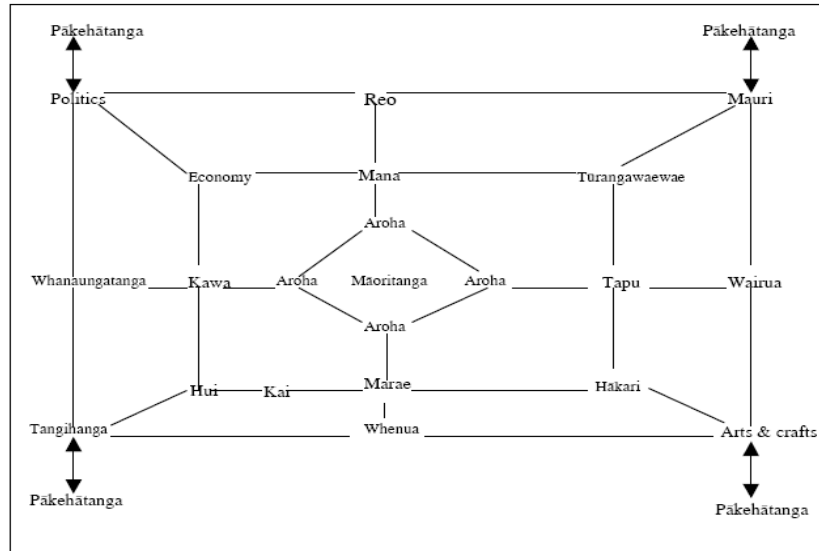 Pākehātanga Pākehātanga
Politics Reo Mauri
Economy Mana Tūrangawaewae
Aroha
Whanaungatanga Kawa Aroha Māoritanga Aroha Tapu Wairua
Aroha
Hui Kai Marae Hākari
Tangihanga Whenua Arts & crafts
Pākehātanga Pākehātanga